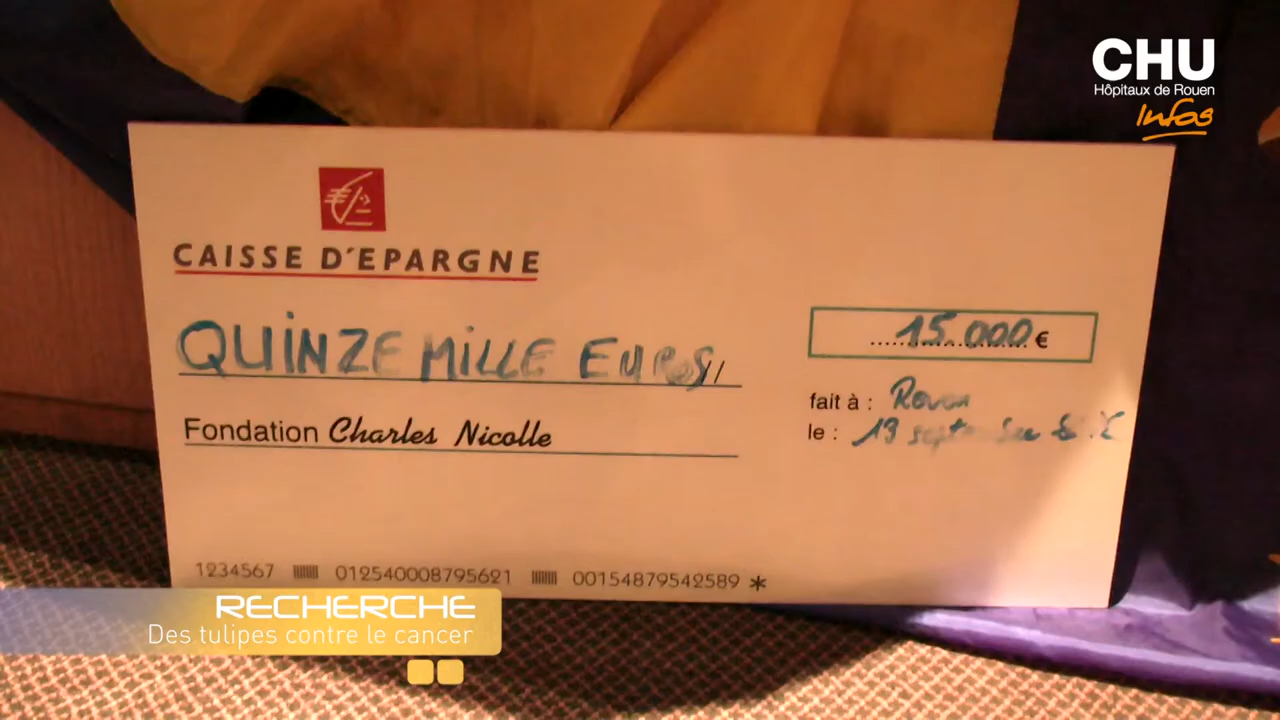 CHU
Hôpitaux de Rouen
Infos
CAISSE D'EPARGNE
QUINZE MILLE EUROS//
15.000 €
fait à : Rouen
le : 13 septembre
Fondation Charles Nicolle
1234567 012540008795621 00154879542589 *
RECHERCHE
Des tulipes contre le cancer